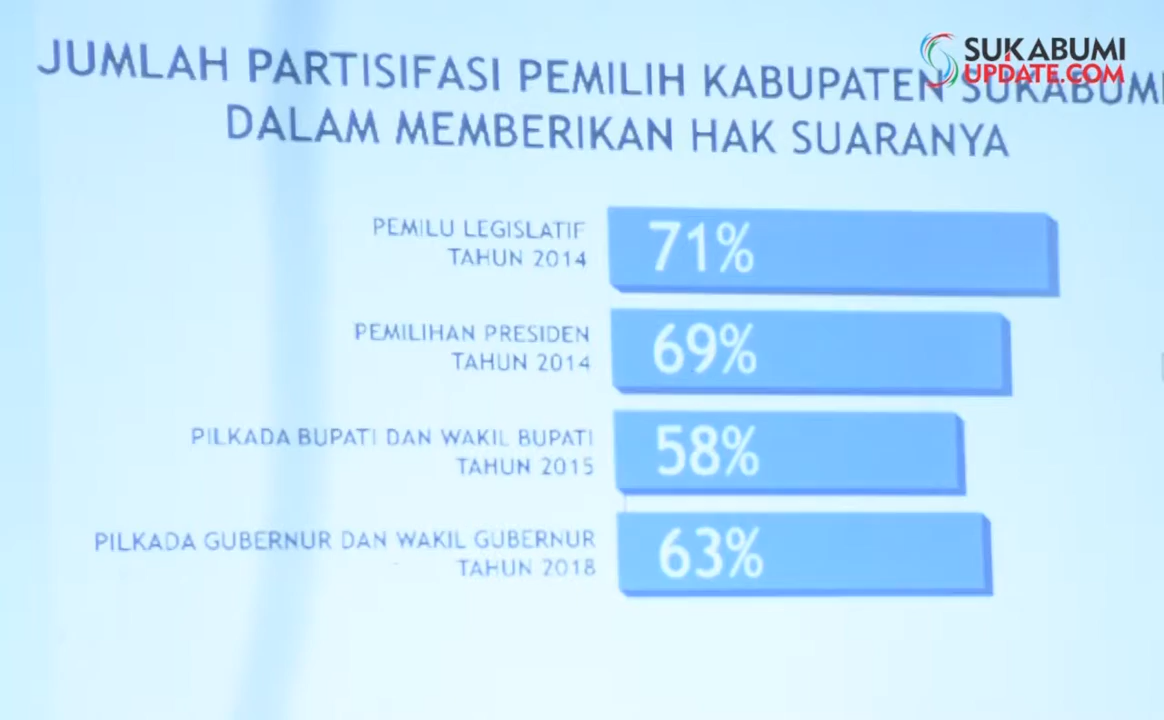 JUMLAH PARTISIFASI PEMILIH KABUPATEN SUKABUMI
DALAM MEMBERIKAN HAK SUARANYA
SUKABUMI
UPDATE.COM
PEMILU LEGISLATIF
TAHUN 2014
71%
PEMILIHAN PRESIDEN
TAHUN 2014
69%
PILKADA BUPATI DAN WAKIL BUPATI
TAHUN 2015
58%
PILKADA GUBERNUR DAN WAKIL GUBERNUR
TAHUN 2018
63%